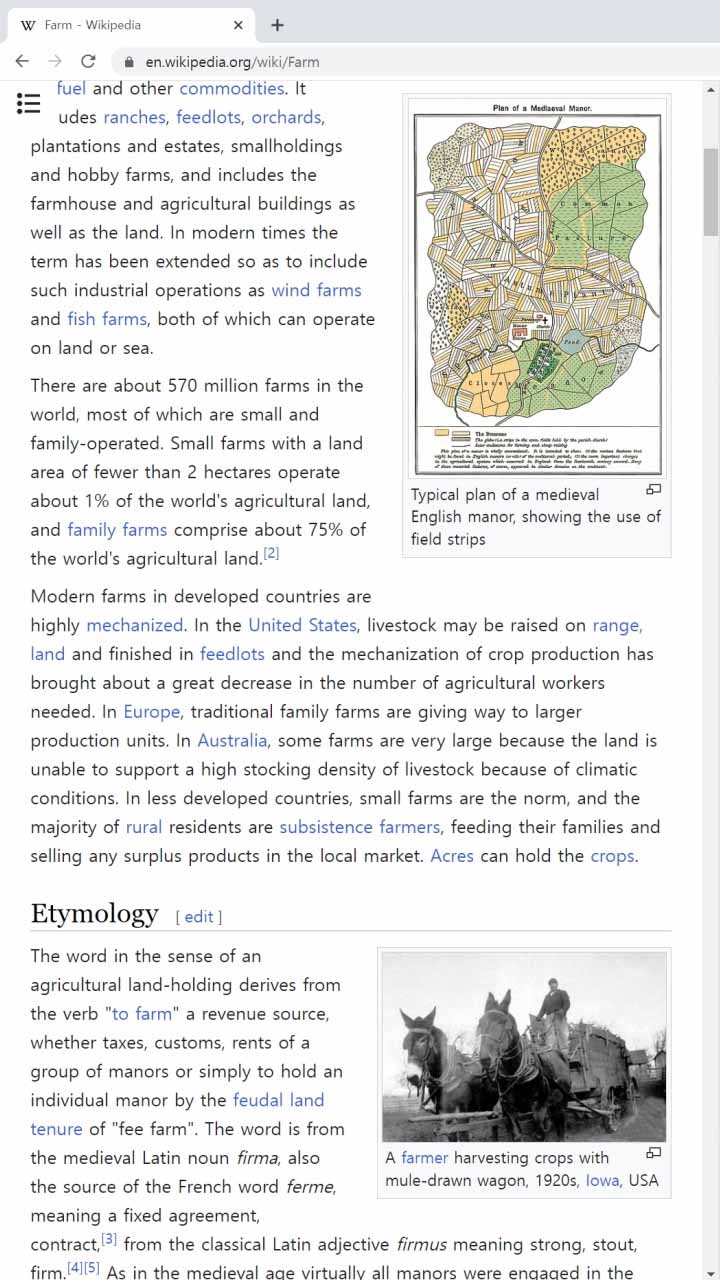 Farm - Wikipedia
en.wikipedia.org/wiki/Farm
fuel and other commodities. It
udes ranches, feedlots, orchards,
plantations and estates, smallholdings
and hobby farms, and includes the
farmhouse and agricultural buildings as
well as the land. In modern times the
term has been extended so as to include
such industrial operations as wind farms
and fish farms, both of which can operate
on land or sea.
Plan of a Mediaeval Manor.
Common
Pasture
Autumn Planting
Pond
Close
Meadow
The Demesne
Typical plan of a medieval
English manor, showing the use of
field strips
There are about 570 million farms in the
world, most of which are small and
family-operated. Small farms with a land
area of fewer than 2 hectares operate
about 1% of the world's agricultural land,
and family farms comprise about 75% of
the world's agricultural land.[2]
Modern farms in developed countries are
highly mechanized. In the United States, livestock may be raised on range,
land and finished in feedlots and the mechanization of crop production has
brought about a great decrease in the number of agricultural workers
needed. In Europe, traditional family farms are giving way to larger
production units. In Australia, some farms are very large because the land is
unable to support a high stocking density of livestock because of climatic
conditions. In less developed countries, small farms are the norm, and the
majority of rural residents are subsistence farmers, feeding their families and
selling any surplus products in the local market. Acres can hold the crops.
Etymology [ edit ]
The word in the sense of an
agricultural land-holding derives from
the verb "to farm" a revenue source,
whether taxes, customs, rents of a
group of manors or simply to hold an
individual manor by the feudal land
tenure of "fee farm". The word is from
the medieval Latin noun firma, also
the source of the French word ferme,
meaning a fixed agreement,
contract,[3] from the classical Latin adjective firmus meaning strong, stout,
firm.[4][5] As in the medieval age virtually all manors were engaged in the
A farmer harvesting crops with
mule-drawn wagon, 1920s, Iowa, USA